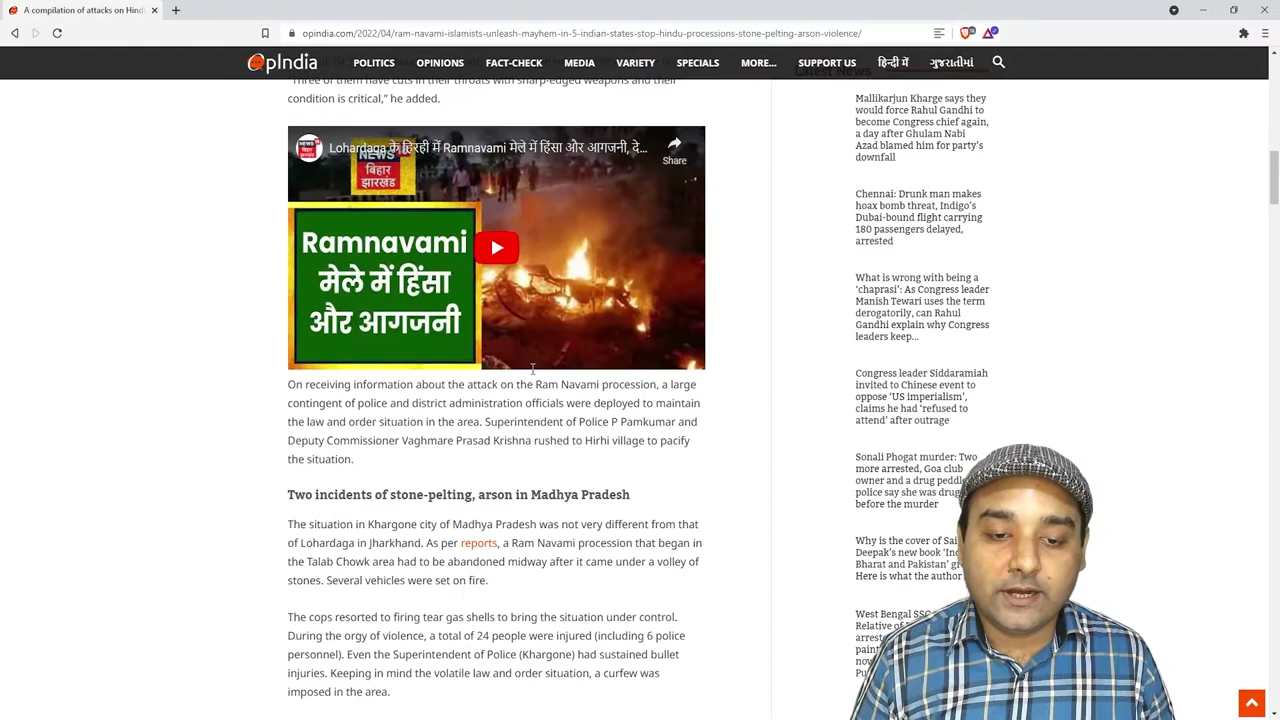 A compilation of attacks on Hind
opindia.com/2022/04/ram-navami-islamists-unleash-mayhem-in-5-indian-states-stop-hindu-processions-stone-pelting-arson-violence/
OpIndia
POLITICS OPINIONS FACT-CHECK MEDIA VARIETY SPECIALS MORE... SUPPORT US हिन्दी में ગુજરાતીમાં
Latest News
"Three of them have cuts in their throats with sharp-edged weapons and their
condition is critical," he added.
Lohardaga के हिरही में Ramnavami मेले में हिंसा और आगजनी, दे...
Share
NEWS
बिहार
झारखंड
Ramnavami
मेले में हिंसा
और आगजनी
On receiving information about the attack on the Ram Navami procession, a large
contingent of police and district administration officials were deployed to maintain
the law and order situation in the area. Superintendent of Police P Pamkumar and
Deputy Commissioner Vaghmare Prasad Krishna rushed to Hirhi village to pacify
the situation.
Two incidents of stone-pelting, arson in Madhya Pradesh
The situation in Khargone city of Madhya Pradesh was not very different from that
of Lohardaga in Jharkhand. As per reports, a Ram Navami procession that began in
the Talab Chowk area had to be abandoned midway after it came under a volley of
stones. Several vehicles were set on fire.
The cops resorted to firing tear gas shells to bring the situation under control.
During the orgy of violence, a total of 24 people were injured (including 6 police
personnel). Even the Superintendent of Police (Khargone) had sustained bullet
injuries. Keeping in mind the volatile law and order situation, a curfew was
imposed in the area.
Mallikarjun Kharge says they
would force Rahul Gandhi to
become Congress chief again,
a day after Ghulam Nabi
Azad blamed him for party's
downfall
Chennai: Drunk man makes
hoax bomb threat, Indigo's
Dubai-bound flight carrying
180 passengers delayed,
arrested
What is wrong with being a
'chaprasi': As Congress leader
Manish Tewari uses the term
derogatorily, can Rahul
Gandhi explain why Congress
leaders keep...
Congress leader Siddaramiah
invited to Chinese event to
oppose 'US imperialism',
claims he had 'refused to
attend' after outrage
Sonali Phogat murder: Two
more arrested, Goa club
owner and a drug peddle
police say she was drug
before the murder
Why is the cover of Sai
Deepak's new book 'In
Bharat and Pakistan' g
Here is what the author
West Bengal SSC
Relative of
arreste
paint
now
Pu